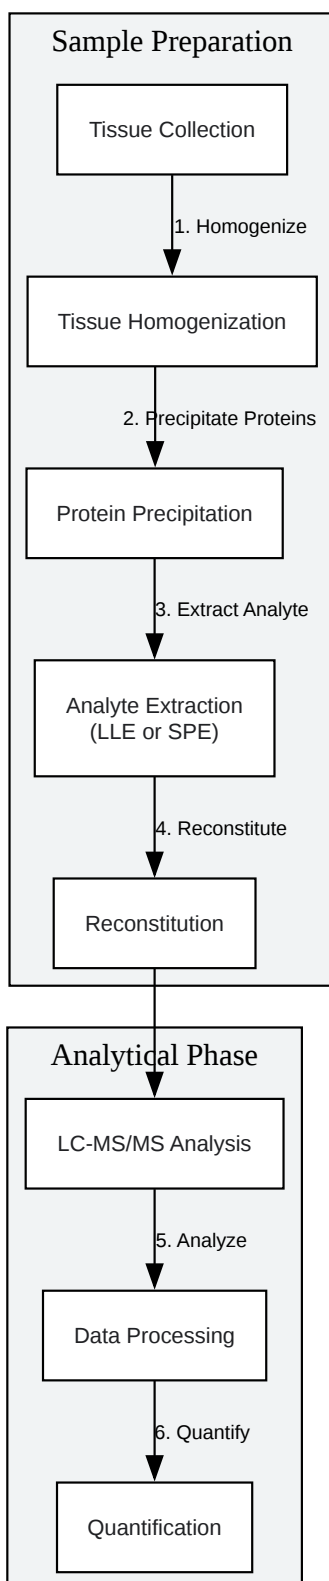 Sample Preparation
Tissue Collection
1. Homogenize
Tissue Homogenization
2. Precipitate Proteins
Protein Precipitation
3. Extract Analyte
Analyte Extraction
(LLE or SPE)
4. Reconstitute
Reconstitution
Analytical Phase
LC-MS/MS Analysis
5. Analyze
Data Processing
6. Quantify
Quantification